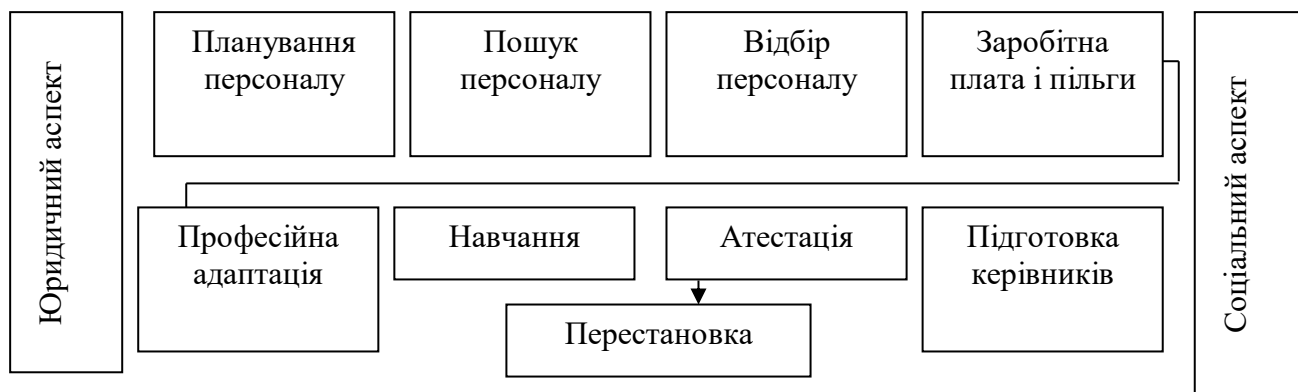 Юридичний аспект
Планування
персоналу
Пошук
персоналу
Відбір
персоналу
Заробітна
плата і пільги
Професійна
адаптація
Навчання
Атестація
Підготовка
керівників
Перестановка
Соціальний аспект